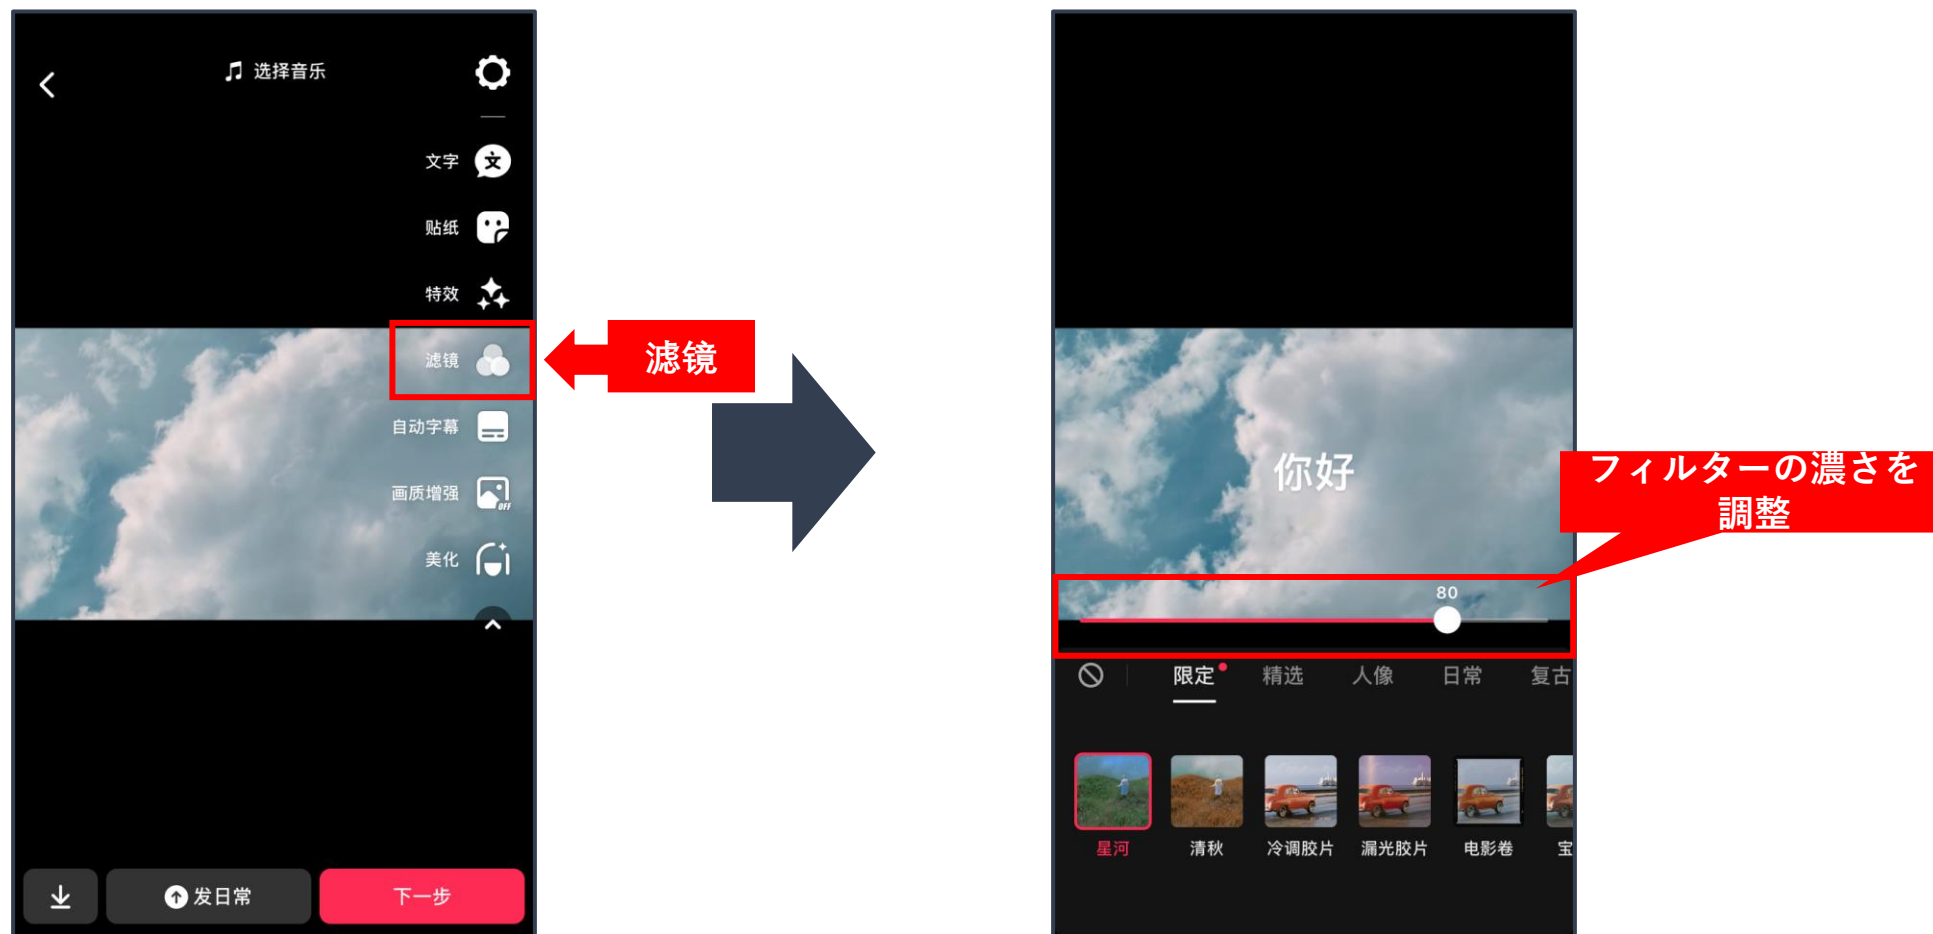 选择音乐
文字
贴纸
特效
滤镜
自动字幕
画质增强
OFF
美化
发日常
下一步
滤镜
你好
フィルターの濃さを
調整
80
限定
精选
人像
日常
复古
星河
清秋
冷调胶片
漏光胶片
电影卷
宝